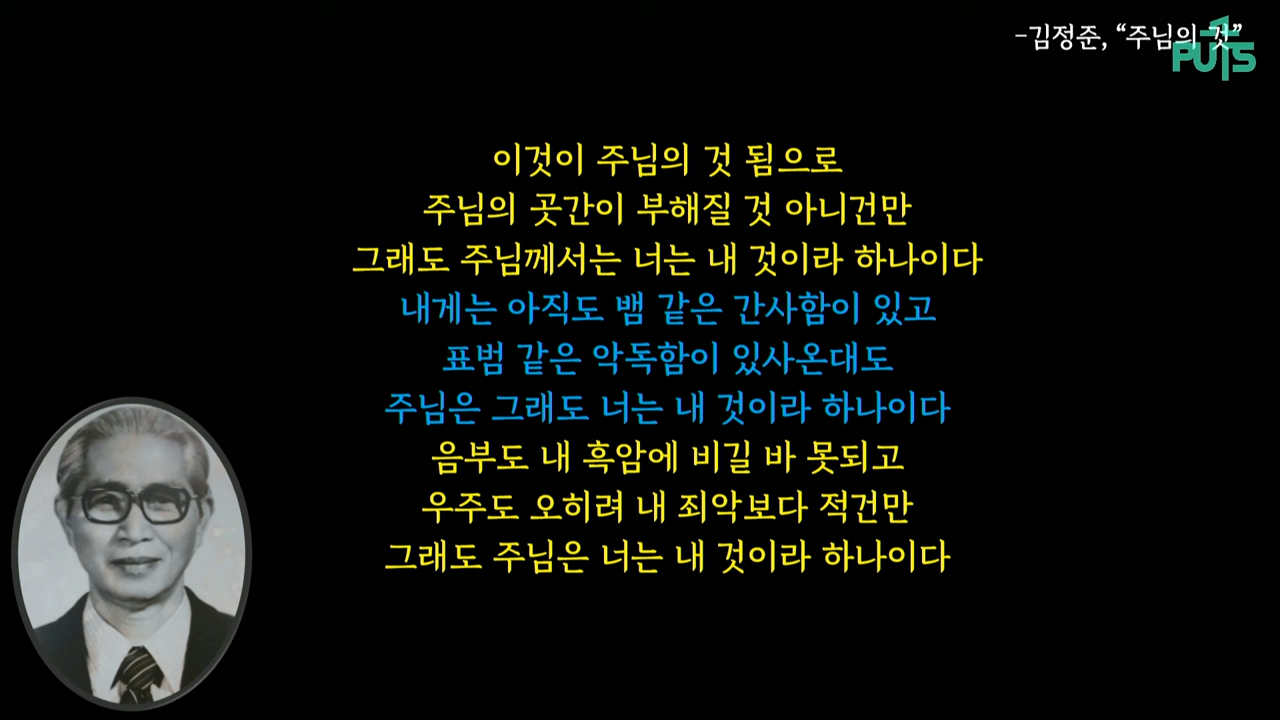 -김정준, “주님의 것”
PUTS
이것이 주님의 것 됨으로
주님의 곳간이 부해질 것 아니건만
그래도 주님께서는 너는 내 것이라 하나이다
내게는 아직도 뱀 같은 간사함이 있고
표범 같은 악독함이 있사온대도
주님은 그래도 너는 내 것이라 하나이다
음부도 내 흑암에 비길 바 못되고
우주도 오히려 내 죄악보다 적건만
그래도 주님은 너는 내 것이라 하나이다